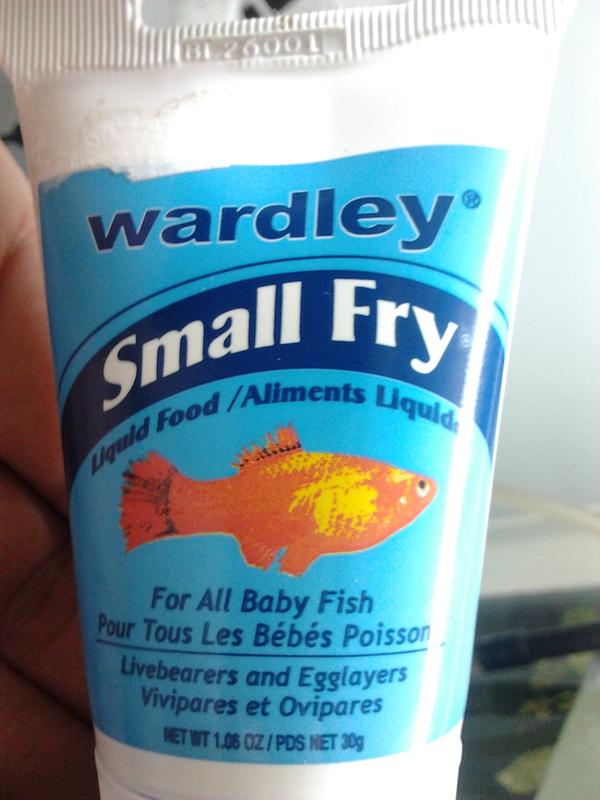 BL26001
wardley®
Small Fry®
Liquid Food /Aliments Liquide
For All Baby Fish
Pour Tous Les Bébés Poisson
Livebearers and Egglayers
Vivipares et Ovipares
NET WT 1.06 OZ / PDS NET 30g